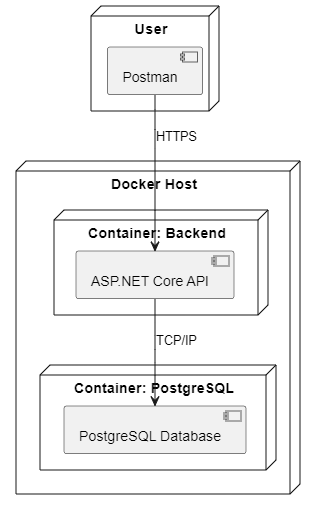 User
Postman
HTTPS
Docker Host
Container: Backend
ASP.NET Core API
TCP/IP
Container: PostgreSQL
PostgreSQL Database